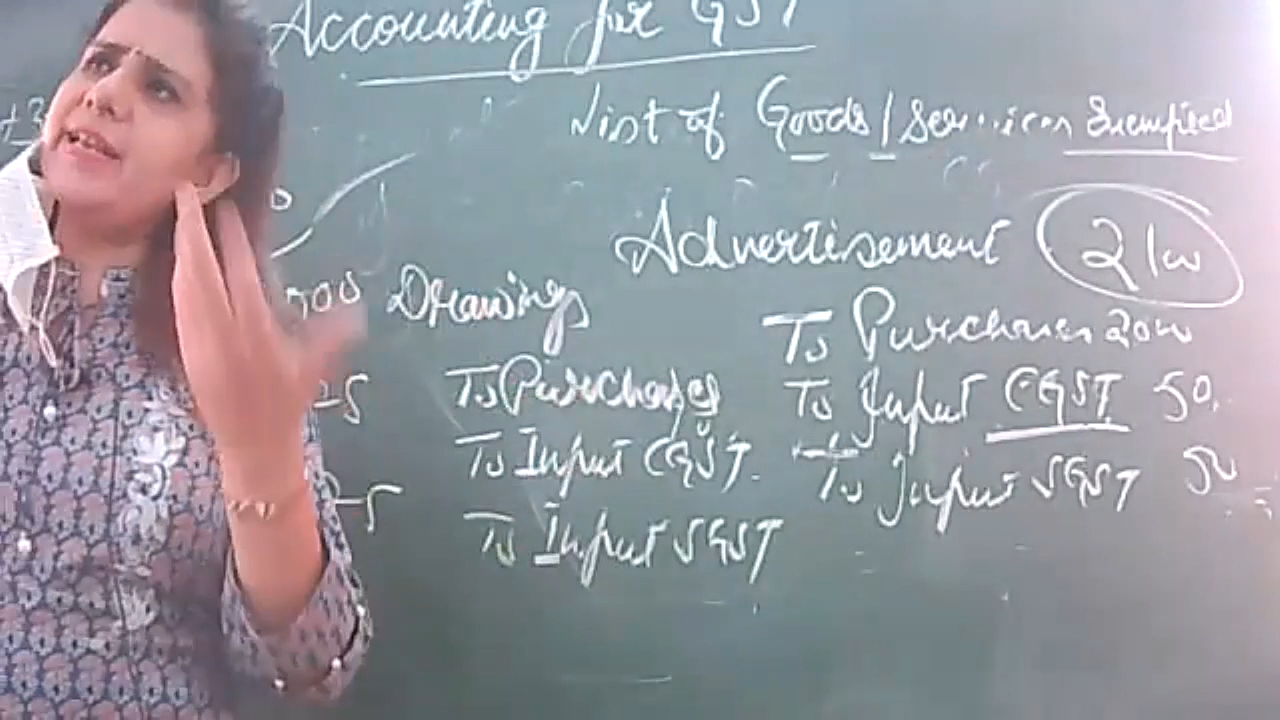 Accounting for GST
List of Goods / Services Exempted
Advertisement 2100
Drawings
To Purchases 2000
To Purchases
To Input CGST 50
To Input CGST
To Input SGST 50
To Input SGST